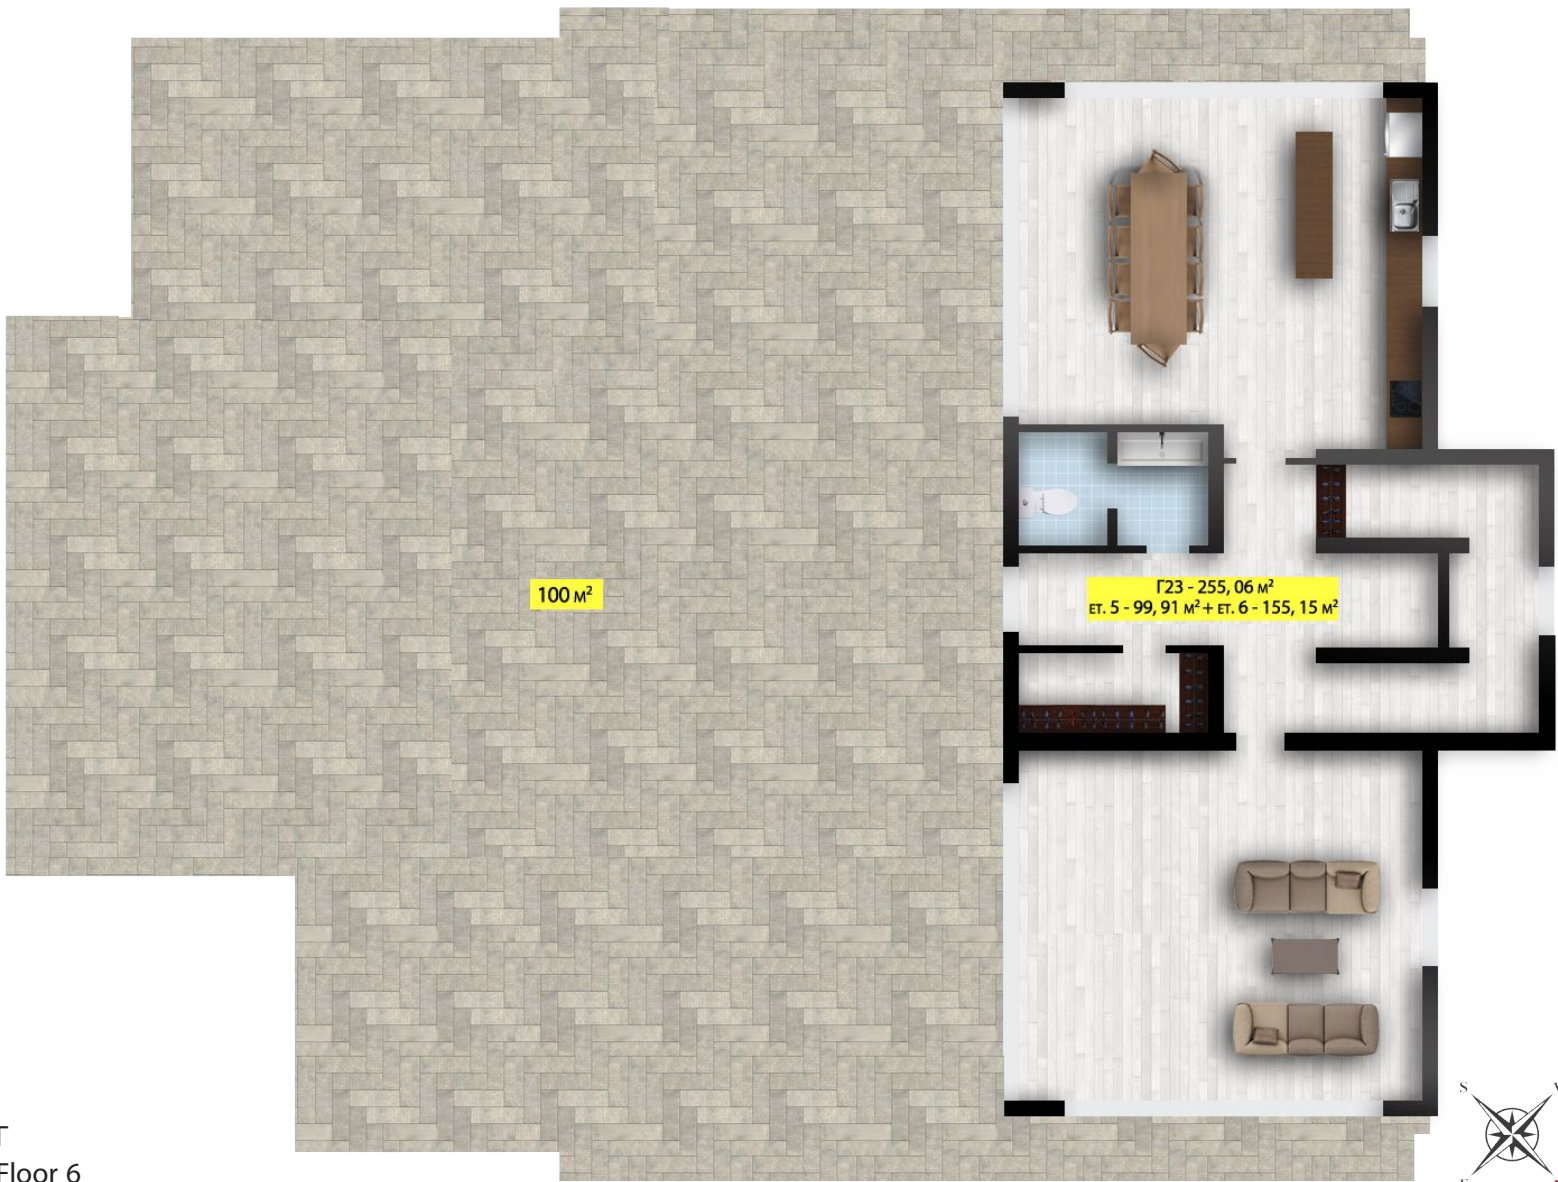 100 м²
Г23 - 255, 06 м²
ет. 5 - 99, 91 м² + ет. 6 - 155, 15 м²
Floor 6
S